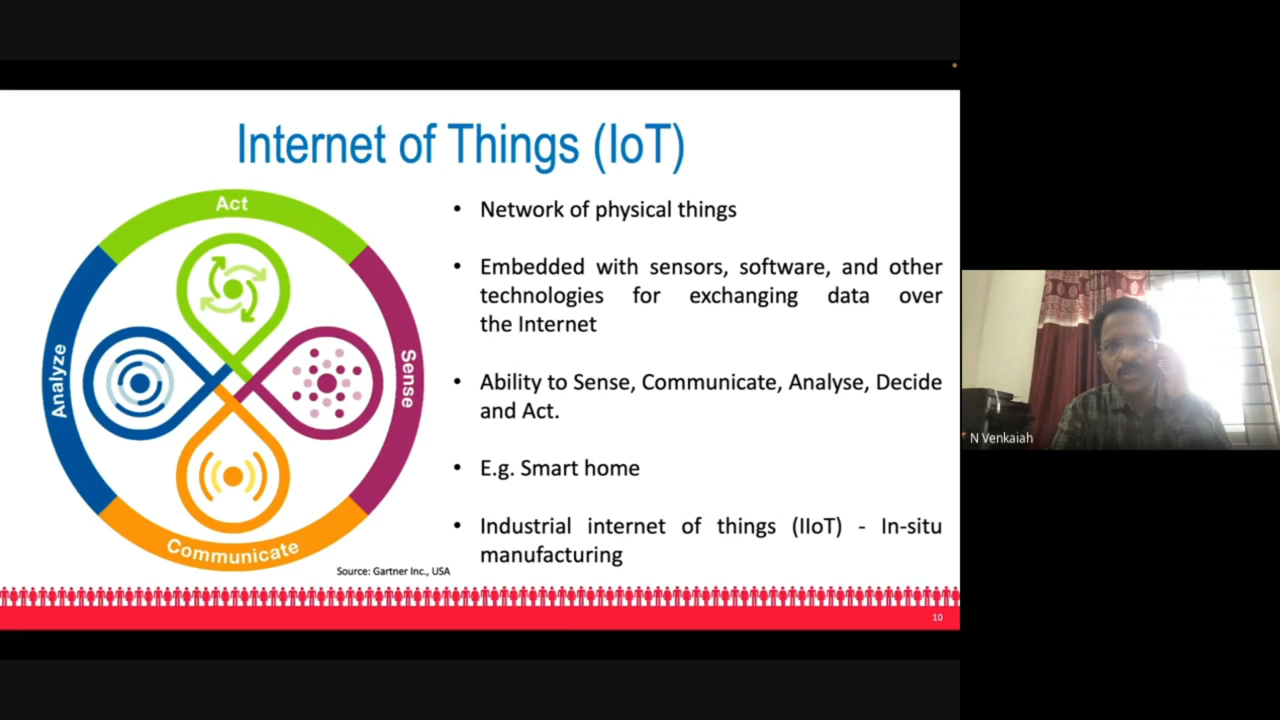 Internet of Things (IoT)
Act
Analyze
Sense
Communicate
• Network of physical things
• Embedded with sensors, software, and other
technologies for exchanging data over
the Internet
• Ability to Sense, Communicate, Analyse, Decide
and Act.
• E.g. Smart home
• Industrial internet of things (IIoT) - In-situ
manufacturing
Source: Gartner Inc., USA
10
N Venkaiah